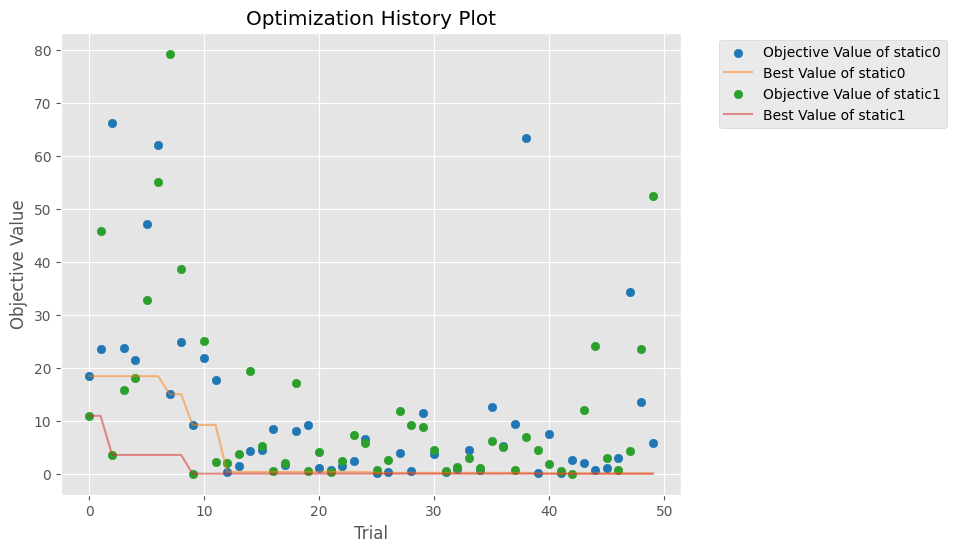 Optimization History Plot
Objective Value of static0
Best Value of static0
Objective Value of static1
Best Value of static1
Objective Value
80
70
60
50
40
30
20
10
0
0 10 20 30 40 50
Trial